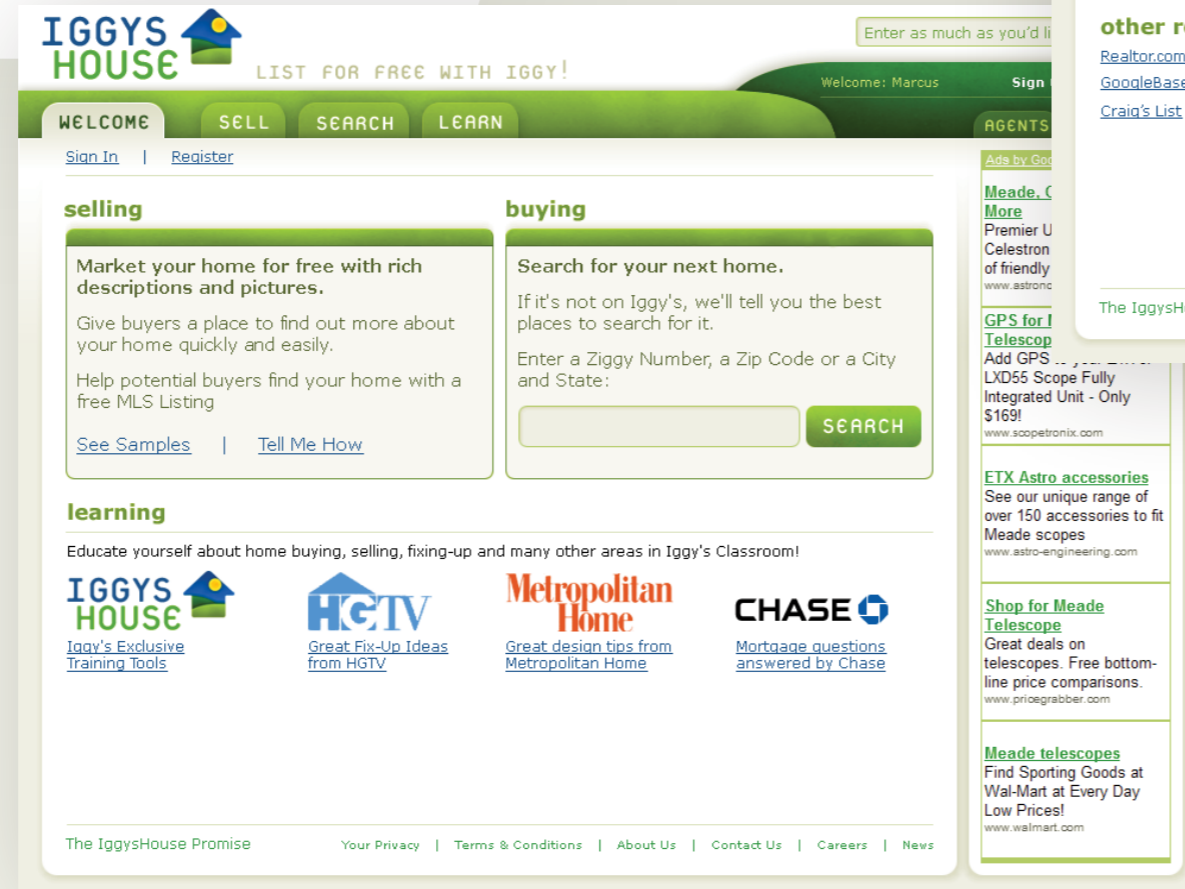 IGGYS
HOUSE
LIST FOR FREE WITH IGGY!
Enter as much as you'd
Welcome: Marcus
Sign
WELCOME
SELL
SEARCH
LEARN
AGENTS
Sign In | Register
selling
Market your home for free with rich
descriptions and pictures.
Give buyers a place to find out more about
your home quickly and easily.
Help potential buyers find your home with a
free MLS Listing
See Samples | Tell Me How
buying
Search for your next home.
If it's not on Iggy's, we'll tell you the best
places to search for it.
Enter a Ziggy Number, a Zip Code or a City
and State:
SEARCH
learning
Educate yourself about home buying, selling, fixing-up and many other areas in Iggy's Classroom!
IGGYS
HOUSE
Iggy's Exclusive
Training Tools
HGTV
Great Fix-Up Ideas
from HGTV
Metropolitan
Home
Great design tips from
Metropolitan Home
CHASE
Mortgage questions
answered by Chase
The IggysHouse Promise
Your Privacy | Terms & Conditions | About Us | Contact Us | Careers | News
other
Realtor.com
GoogleBase
Craig's List
The
Ads by
Meade,
More
Premier
Celestron
of friendly
GPS for
Add GPS
LXD55 Scope Fully
Integrated Unit - Only
$169!
www.scopetronix.com
ETX Astro accessories
See our unique range of
over 150 accessories to fit
Meade scopes
www.astro-engineering.com
Shop for Meade
Telescope
Great deals on
telescopes. Free bottom-
line price comparisons.
www.pricegrabber.com
Meade telescopes
Find Sporting Goods at
Wal-Mart at Every Day
Low Prices!
www.walmart.com